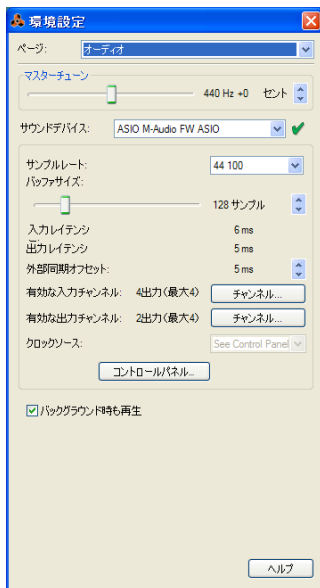 環境設定
ページ: オーディオ
マスターチューン
440 Hz +0 セント
サウンドデバイス: ASIO M-Audio FW ASIO
サンプルレート: 44 100
バッファサイズ:
128 サンプル
入力レイテンシ 6 ms
出力レイテンシ 5 ms
外部同期オフセット: 5 ms
有効な入力チャンネル: 4出力(最大4) チャンネル...
有効な出力チャンネル: 2出力(最大4) チャンネル...
クロックソース: See Control Panel
コントロールパネル...
バックグラウンド時も再生
ヘルプ